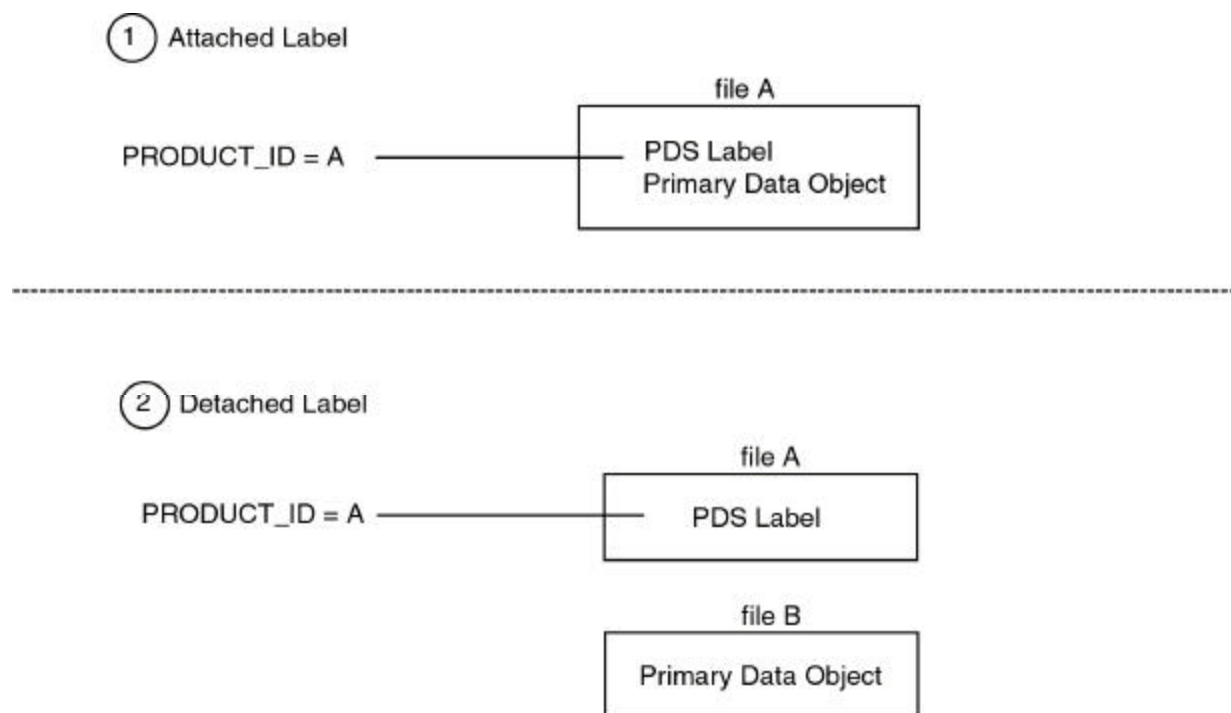 1 Attached Label
file A
PRODUCT_ID = A
PDS Label
Primary Data Object
2 Detached Label
file A
PRODUCT_ID = A
PDS Label
file B
Primary Data Object